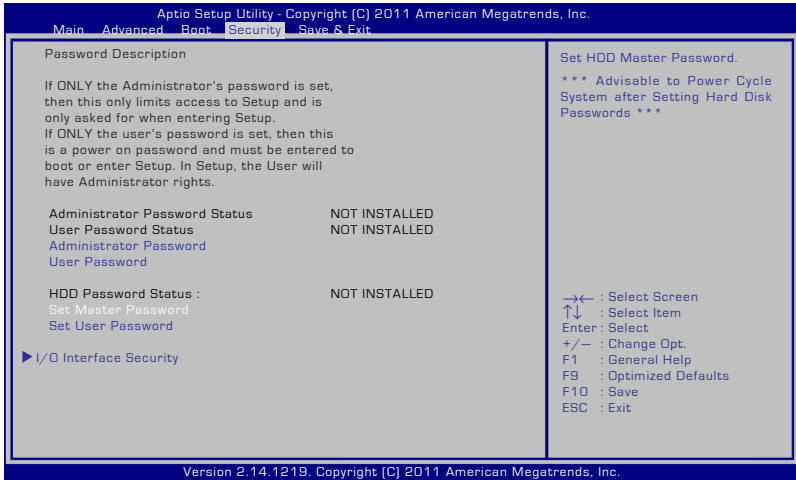 Aptio Setup Utility - Copyright (C) 2011 American Megatrends, Inc.
Main Advanced Boot Security Save & Exit
Password Description
If ONLY the Administrator's password is set,
then this only limits access to Setup and is
only asked for when entering Setup.
If ONLY the user's password is set, then this
is a power on password and must be entered to
boot or enter Setup. In Setup, the User will
have Administrator rights.
Administrator Password Status NOT INSTALLED
User Password Status NOT INSTALLED
Administrator Password
User Password
HDD Password Status : NOT INSTALLED
Set Master Password
Set User Password
▶I/O Interface Security
Set HDD Master Password.
*** Advisable to Power Cycle
System after Setting Hard Disk
Passwords ***
→← : Select Screen
↑↓ : Select Item
Enter : Select
+/— : Change Opt.
F1 : General Help
F9 : Optimized Defaults
F10 : Save
ESC : Exit
Version 2.14.1219. Copyright (C) 2011 American Megatrends, Inc.